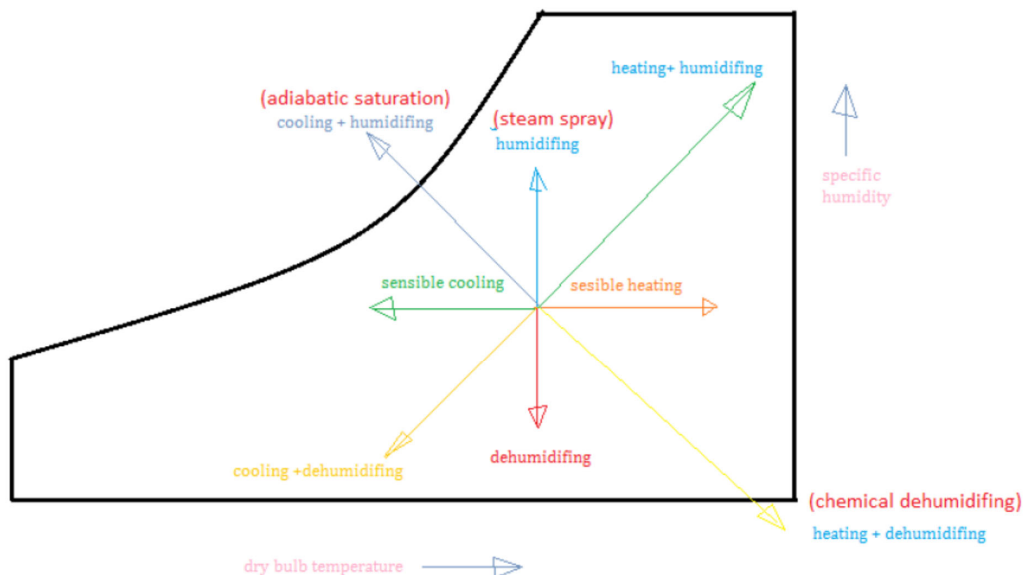 heating+ humidifing
(adiabatic saturation)
cooling + humidifing
(steam spray)
humidifing
specific
humidity
sensible cooling
sesible heating
dehumidifing
cooling +dehumidifing
(chemical dehumidifing)
heating + dehumidifing
dry bulb temperature